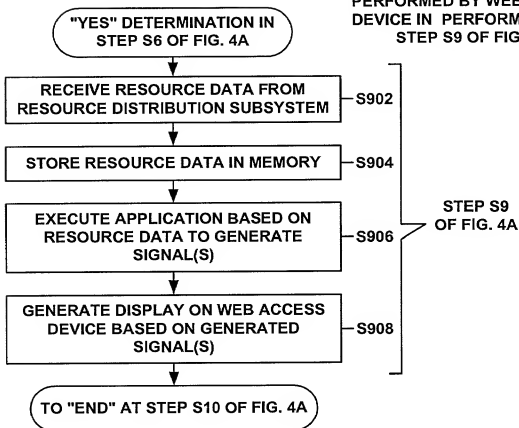 PERFORMED BY WEB
DEVICE IN PERFORM
STEP S9 OF FIG
"YES" DETERMINATION IN
STEP S6 OF FIG. 4A
RECEIVE RESOURCE DATA FROM
RESOURCE DISTRIBUTION SUBSYSTEM
S902
STORE RESOURCE DATA IN MEMORY
S904
EXECUTE APPLICATION BASED ON
RESOURCE DATA TO GENERATE
SIGNAL(S)
S906
STEP S9
OF FIG. 4A
GENERATE DISPLAY ON WEB ACCESS
DEVICE BASED ON GENERATED
SIGNAL(S)
S908
TO "END" AT STEP S10 OF FIG. 4A